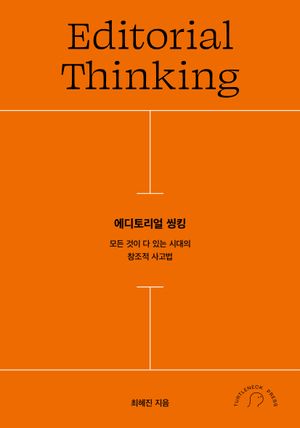 Editorial
Thinking
에디토리얼 씽킹
모든 것이 다 있는 시대의
창조적 사고법
최혜진 지음
TURTLENECK PRESS